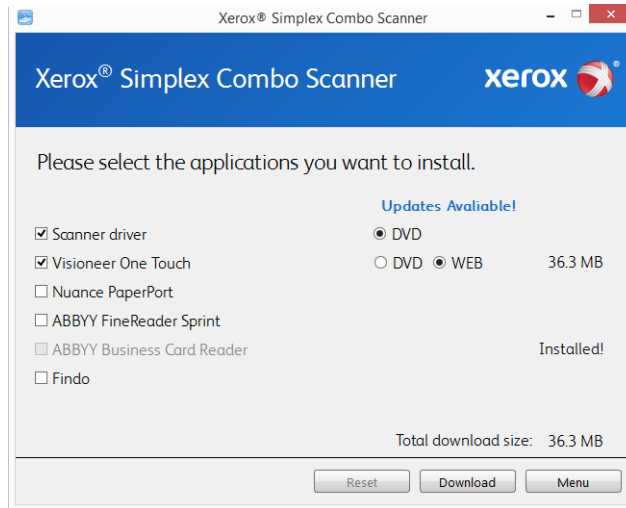 Xerox® Simplex Combo Scanner
Xerox® Simplex Combo Scanner
xerox®
Please select the applications you want to install.
Updates Avaliable!
Scanner driver DVD
Visioneer One Touch DVD WEB 36.3 MB
Nuance PaperPort
ABBYY FineReader Sprint
ABBYY Business Card Reader Installed!
Findo
Total download size: 36.3 MB
Reset Download Menu